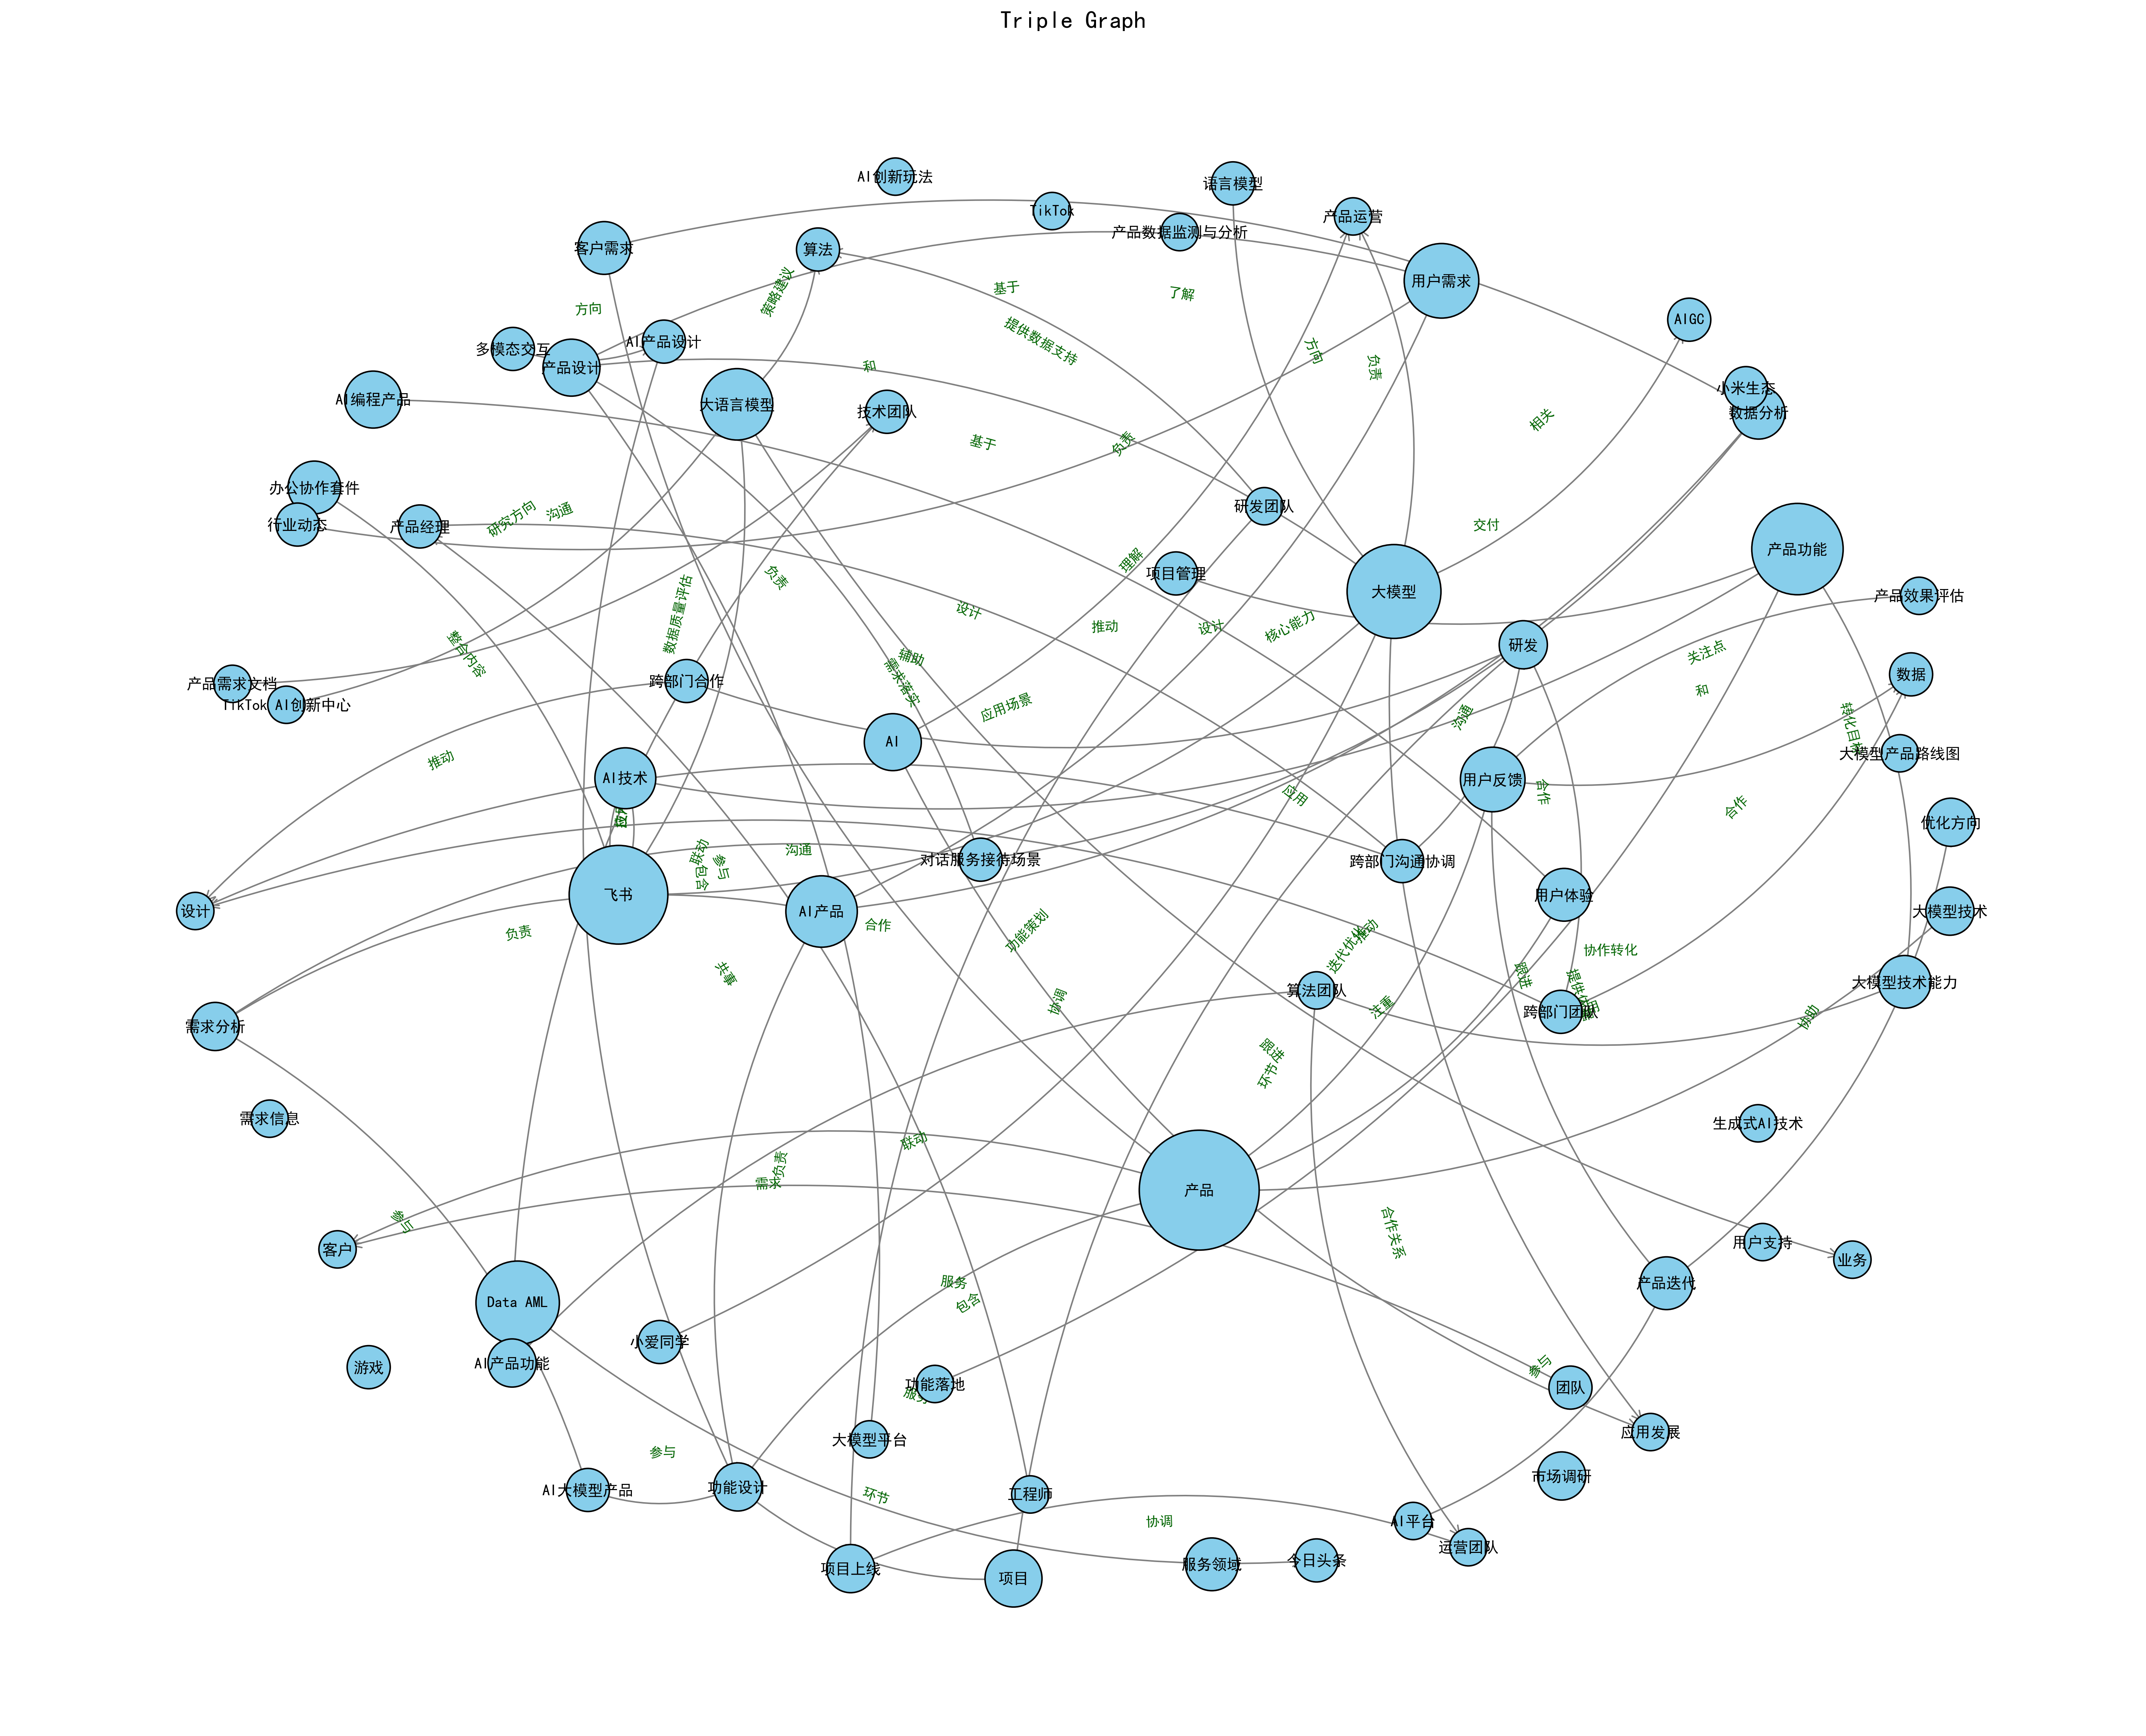 Triple Graph
AI创新玩法
语言模型
TikTok
产品运营
产品数据监测与分析
客户需求
算法
用户需求
策略建议
基于
了解
方向
AIGC
提供数据支持
AI产品设计
多模态交互
方向
产品设计
和
负责
小米生态
AI编程产品
大语言模型
技术团队
数据分析
相关
基于
负责
办公协作套件
研发团队
研究方向
沟通
行业动态
产品经理
交付
产品功能
理解
项目管理
负责
大模型
产品效果评估
数据质量评估
设计
推动
设计
核心能力
研发
整合内容
辅助
需求落实
关注点
数据
产品需求文档
跨部门合作
和
TikTok AI创新中心
应用场景
沟通
转化目标
AI
推动
大模型产品路线图
AI技术
用户反馈
合作
应用
合作
优化方向
联动
沟通
对话服务接待场景
跨部门沟通协调
参与
包含
飞书
用户体验
设计
AI产品
大模型技术
负责
合作
功能策划
推动
迭代优化
协作转化
共事
跟进
大模型技术能力
算法团队
协调
注重
跨部门团队
协助
需求分析
跟进
环节
需求信息
生成式AI技术
联动
负责
需求
产品
参与
合作关系
客户
用户支持
业务
服务
产品迭代
Data AML
包含
小爱同学
AI产品功能
参与
游戏
功能落地
团队
应用发展
大模型平台
参与
市场调研
功能设计
AI大模型产品
环节
工程师
协调
AI平台
运营团队
今日头条
服务领域
项目上线
项目